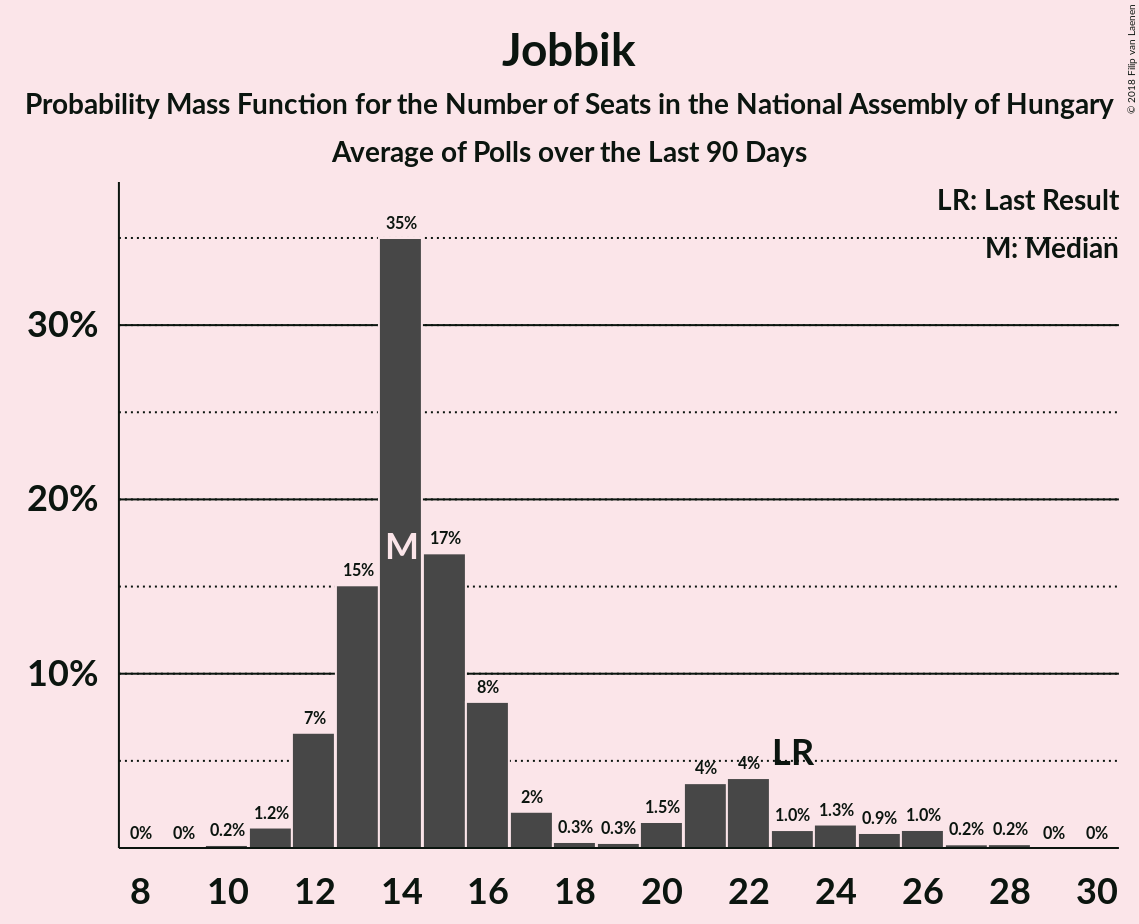 Jobbik
Probability Mass Function for the Number of Seats in the National Assembly of Hungary
Average of Polls over the Last 90 Days
© 2018 Filip van Laenen
LR: Last Result
M: Median
35%
30%
20%
M
17%
15%
10%
8%
7%
LR
4%
4%
2%
1.5%
1.3%
1.2%
1.0%
0.9%
1.0%
0%
0%
0.2%
0.3%
0.3%
0.2%
0.2%
0%
0%
8 10 12 14 16 18 20 22 24 26 28 30